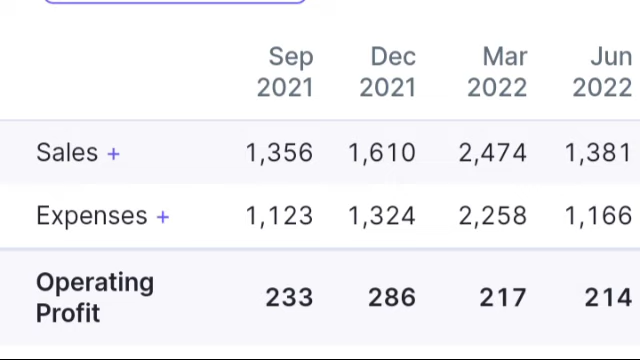 Sep Dec Mar Jun
2021 2021 2022 2022
Sales + 1,356 1,610 2,474 1,381
Expenses + 1,123 1,324 2,258 1,166
Operating
Profit 233 286 217 214